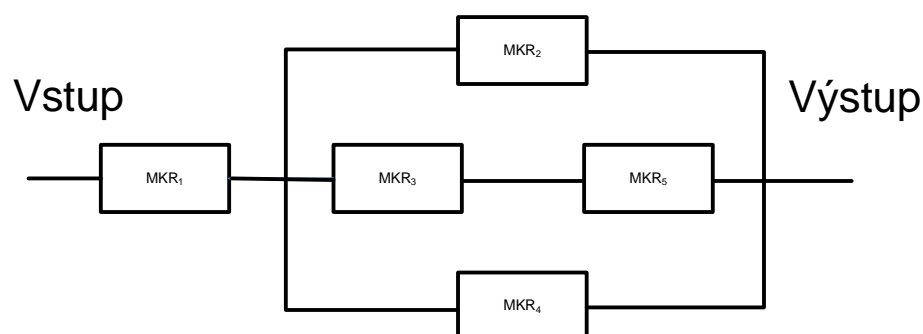 MKR₂
Vstup
Výstup
MKR₁
MKR₃
MKR₅
MKR₄